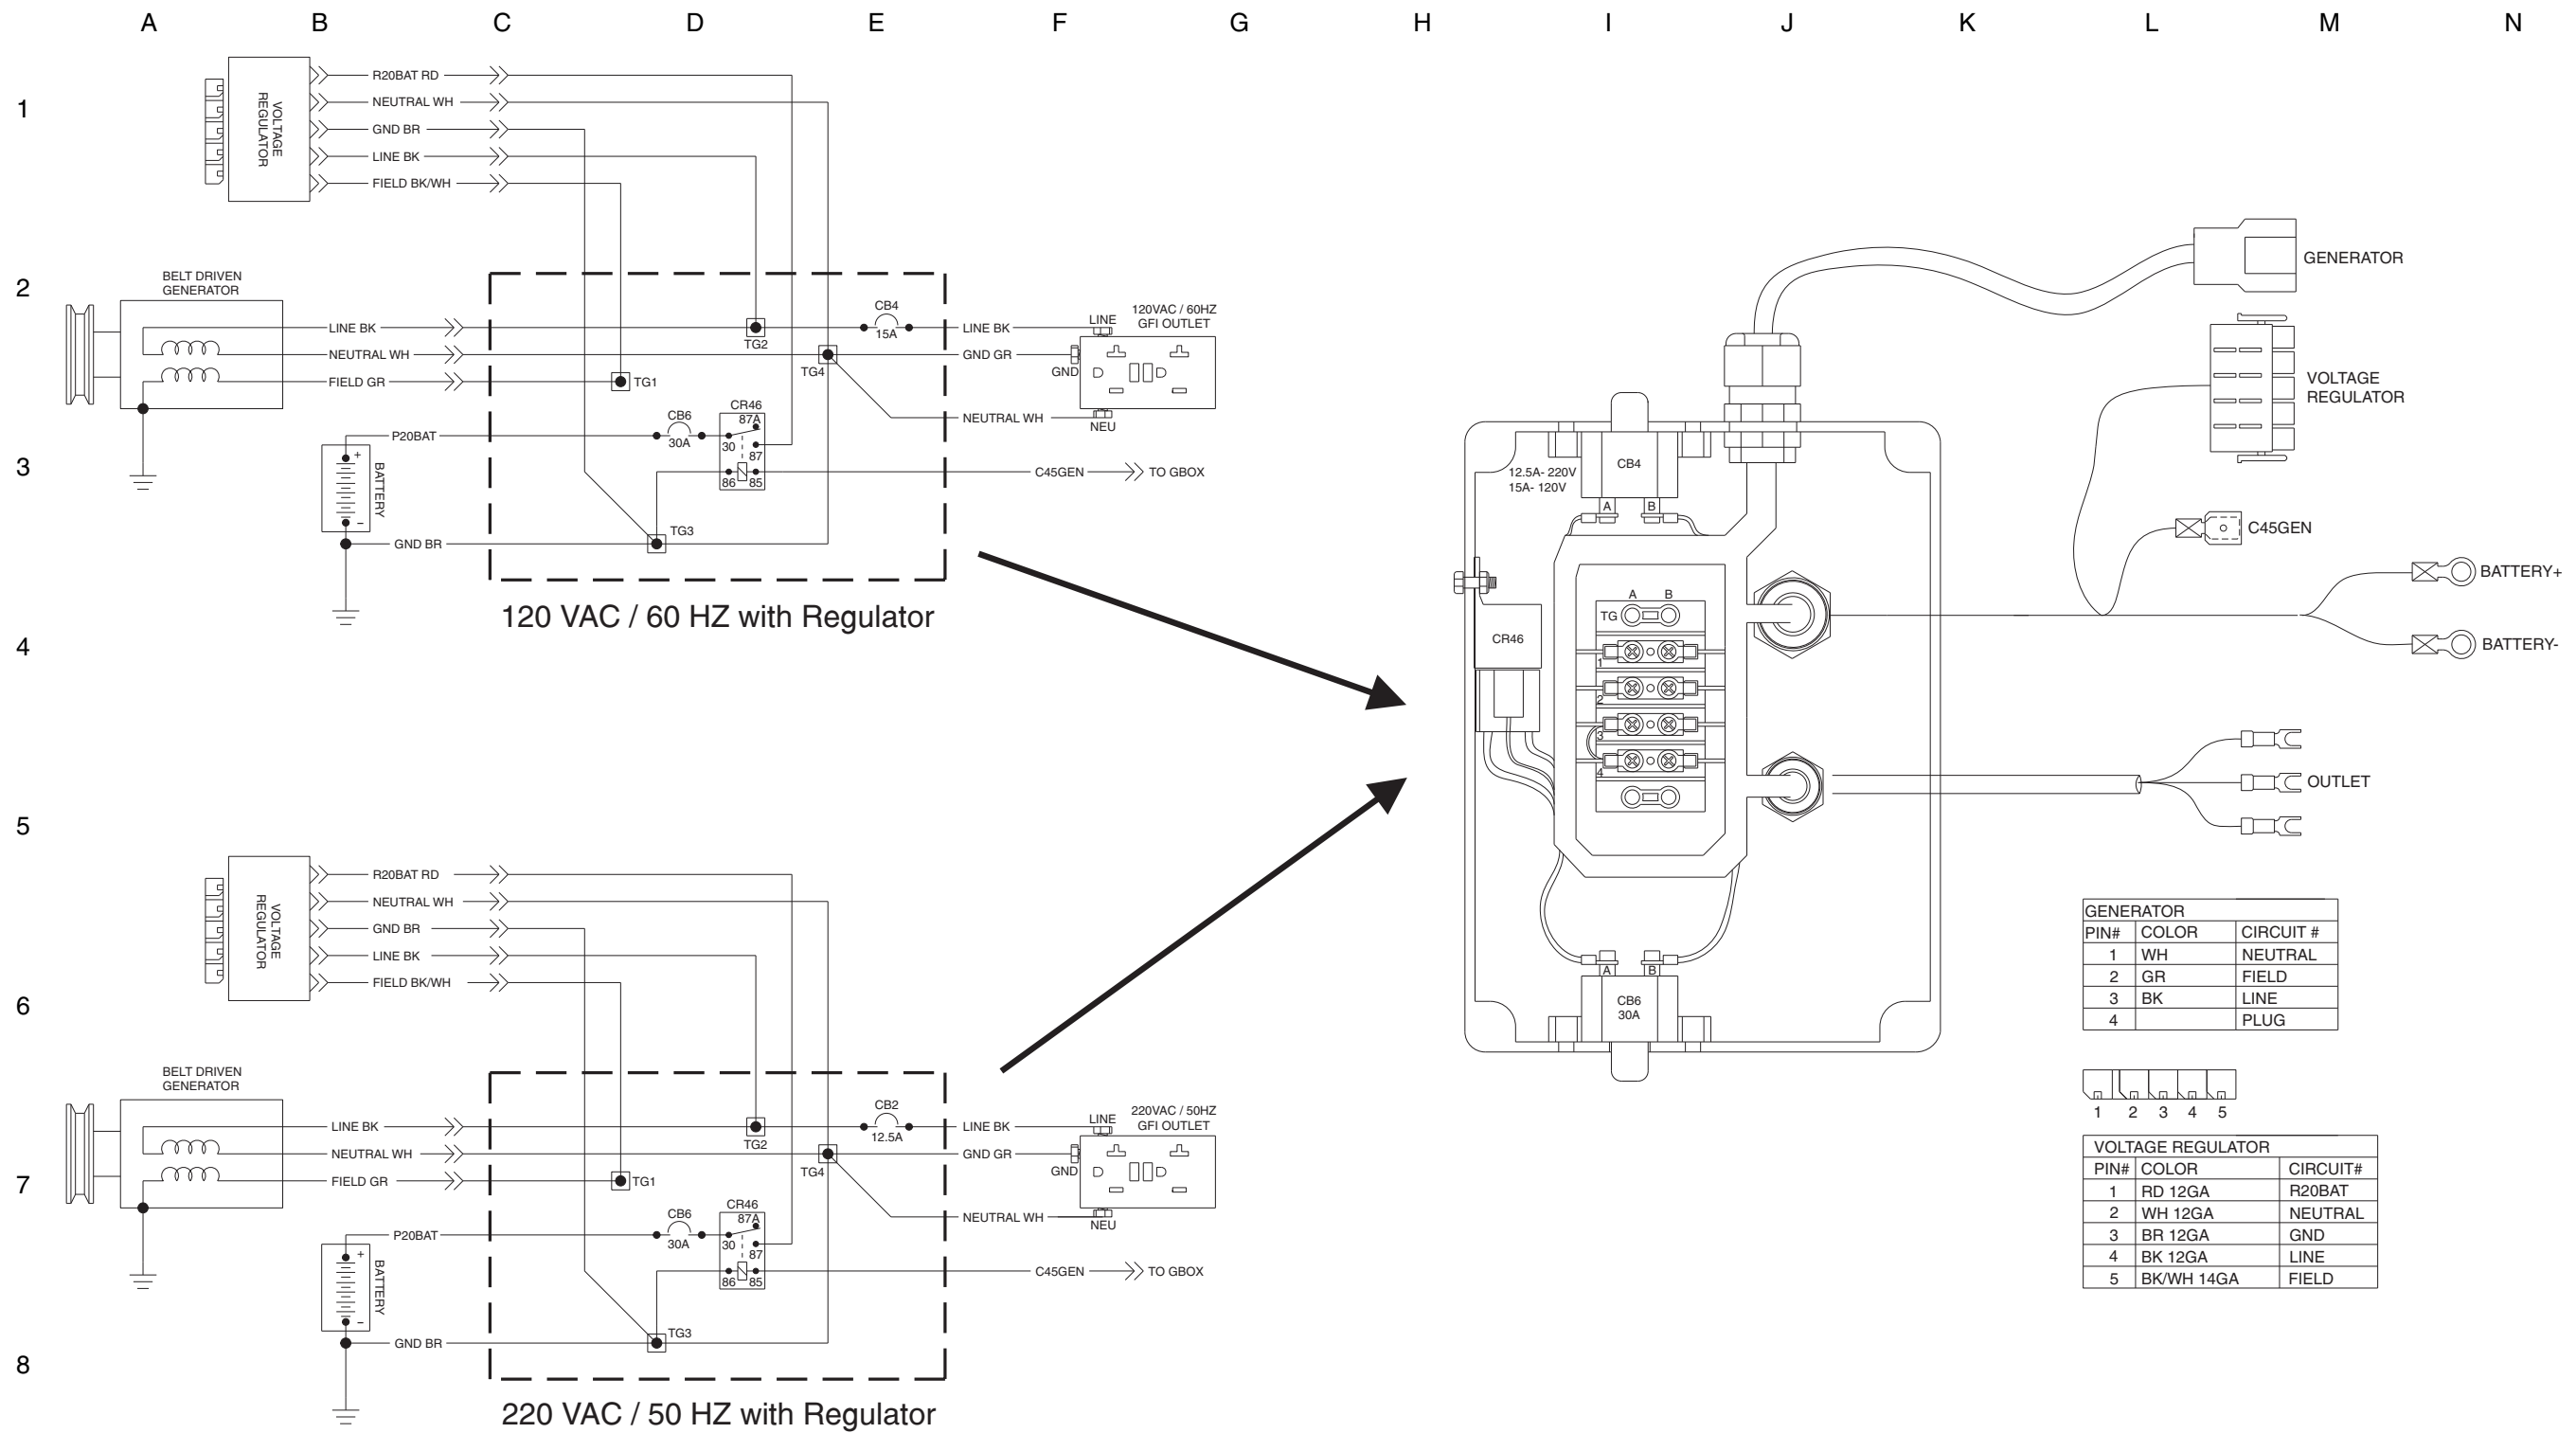 A B C D E F G H I J K L M N
1
2
3
4
5
6
7
8
VOLTAGE
REGULATOR
R20BAT RD
NEUTRAL WH
GND BR
LINE BK
FIELD BK/WH
BELT DRIVEN
GENERATOR
LINE BK
NEUTRAL WH
FIELD GR
TG2
TG4
TG1
CB4
15A
LINE BK
GND GR
NEUTRAL WH
LINE
GND
NEU
120VAC / 60HZ
GFI OUTLET
P20BAT
CB6
30A
CR46
87A
30
87
86 85
C45GEN
TO GBOX
+
BATTERY
–
GND BR
TG3
120 VAC / 60 HZ with Regulator
VOLTAGE
REGULATOR
R20BAT RD
NEUTRAL WH
GND BR
LINE BK
FIELD BK/WH
BELT DRIVEN
GENERATOR
LINE BK
NEUTRAL WH
FIELD GR
TG2
TG4
TG1
CB2
12.5A
LINE BK
GND GR
NEUTRAL WH
LINE
GND
NEU
220VAC / 50HZ
GFI OUTLET
P20BAT
CB6
30A
CR46
87A
30
87
86 85
C45GEN
TO GBOX
+
BATTERY
–
GND BR
TG3
220 VAC / 50 HZ with Regulator
GENERATOR
VOLTAGE
REGULATOR
C45GEN
BATTERY+
BATTERY-
OUTLET
12.5A- 220V
15A- 120V
CB4
A B
CR46
A B
TG
1
2
3
4
A B
CB6
30A
GENERATOR
PIN# COLOR CIRCUIT #
1 WH NEUTRAL
2 GR FIELD
3 BK LINE
4 PLUG
1 2 3 4 5
VOLTAGE REGULATOR
PIN# COLOR CIRCUIT#
1 RD 12GA R20BAT
2 WH 12GA NEUTRAL
3 BR 12GA GND
4 BK 12GA LINE
5 BK/WH 14GA FIELD